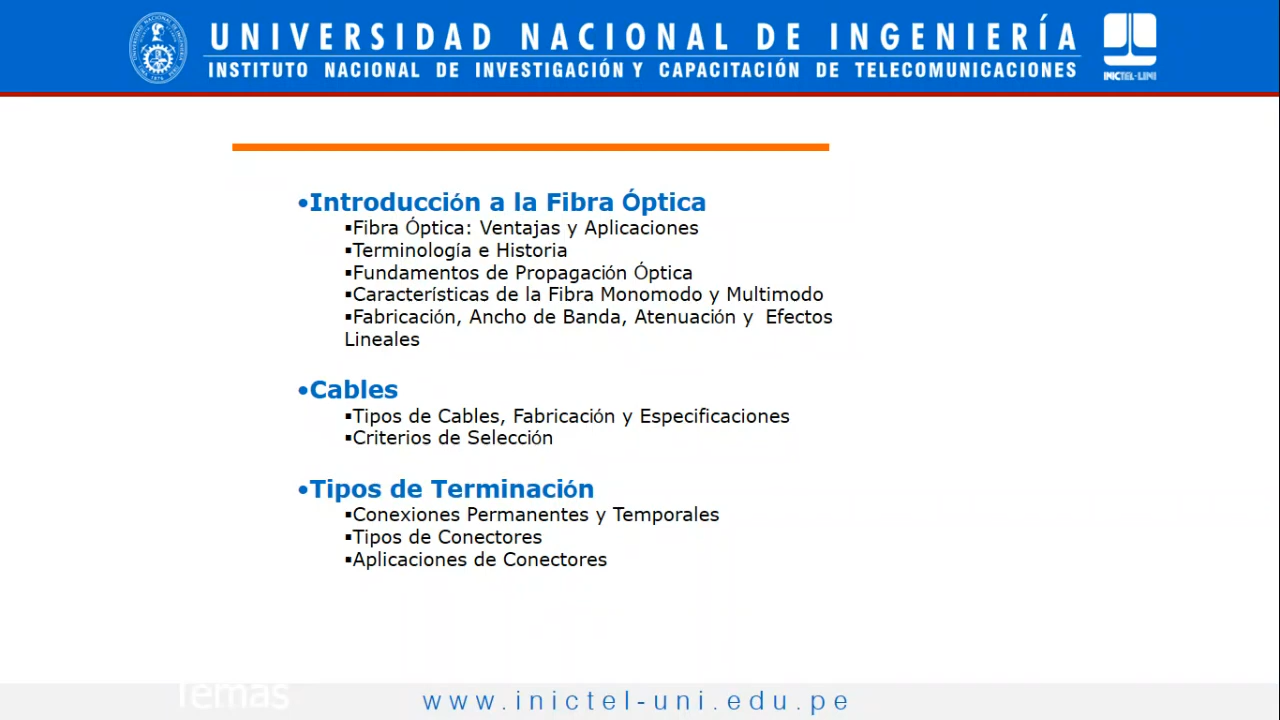 UNIVERSIDAD NACIONAL DE INGENIERÍA
INSTITUTO NACIONAL DE INVESTIGACIÓN Y CAPACITACIÓN DE TELECOMUNICACIONES
INICTEL-UNI
•Introducción a la Fibra Óptica
▪Fibra Óptica: Ventajas y Aplicaciones
▪Terminología e Historia
▪Fundamentos de Propagación Óptica
▪Características de la Fibra Monomodo y Multimodo
▪Fabricación, Ancho de Banda, Atenuación y Efectos
Lineales
•Cables
▪Tipos de Cables, Fabricación y Especificaciones
▪Criterios de Selección
•Tipos de Terminación
▪Conexiones Permanentes y Temporales
▪Tipos de Conectores
▪Aplicaciones de Conectores
Temas
www.inictel-uni.edu.pe